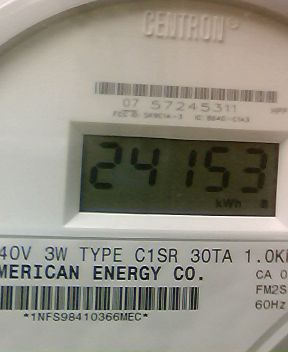 CENTRON®
07 57245311
24153
kWh
40V 3W TYPE C1SR 30TA 1.0K
MERICAN ENERGY CO.
CA 0
FM2S
60Hz
*1NFS98410366MEC*